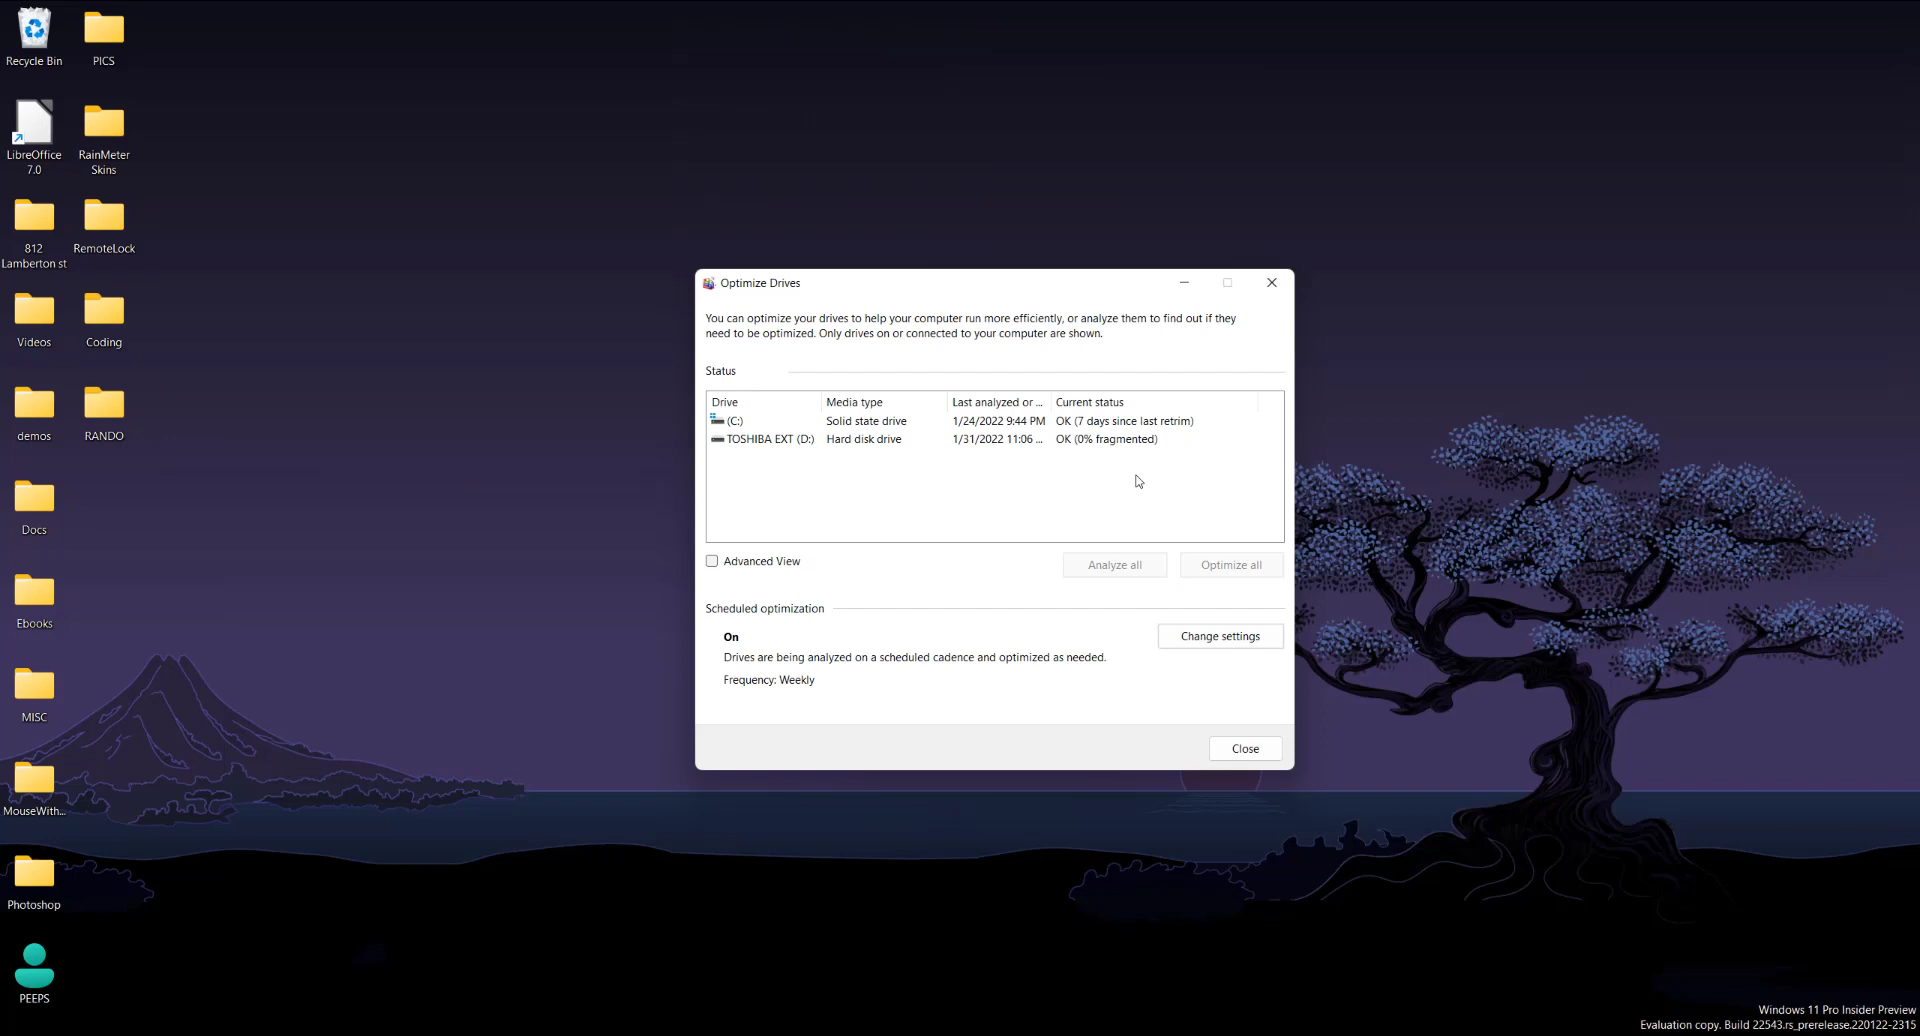 Recycle Bin
PICS
LibreOffice
7.0
RainMeter
Skins
812
Lamberton st
RemoteLock
Videos
Coding
demos
RANDO
Docs
Ebooks
MISC
MouseWith...
Photoshop
PEEPS
Optimize Drives
You can optimize your drives to help your computer run more efficiently, or analyze them to find out if they
need to be optimized. Only drives on or connected to your computer are shown.
Status
Drive Media type Last analyzed or ... Current status
(C:) Solid state drive 1/24/2022 9:44 PM OK (7 days since last retrim)
TOSHIBA EXT (D:) Hard disk drive 1/31/2022 11:06 ... OK (0% fragmented)
Advanced View
Analyze all
Optimize all
Scheduled optimization
On
Change settings
Drives are being analyzed on a scheduled cadence and optimized as needed.
Frequency: Weekly
Close
Windows 11 Pro Insider Preview
Evaluation copy. Build 22543.rs_prerelease.220122-2315